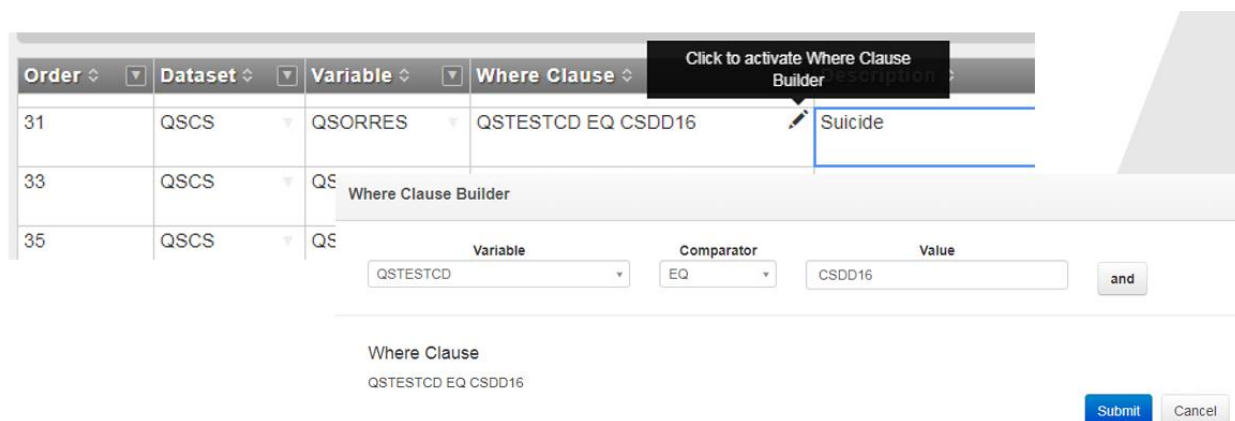 Click to activate Where Clause
Builder
Order Dataset Variable Where Clause Description
31 QSCS QSORRES QSTESTCD EQ CSDD16 Suicide
33 QSCS QS
35 QSCS QS
Where Clause Builder
Variable Comparator Value
QSTESTCD EQ CSDD16 and
Where Clause
QSTESTCD EQ CSDD16
Submit Cancel